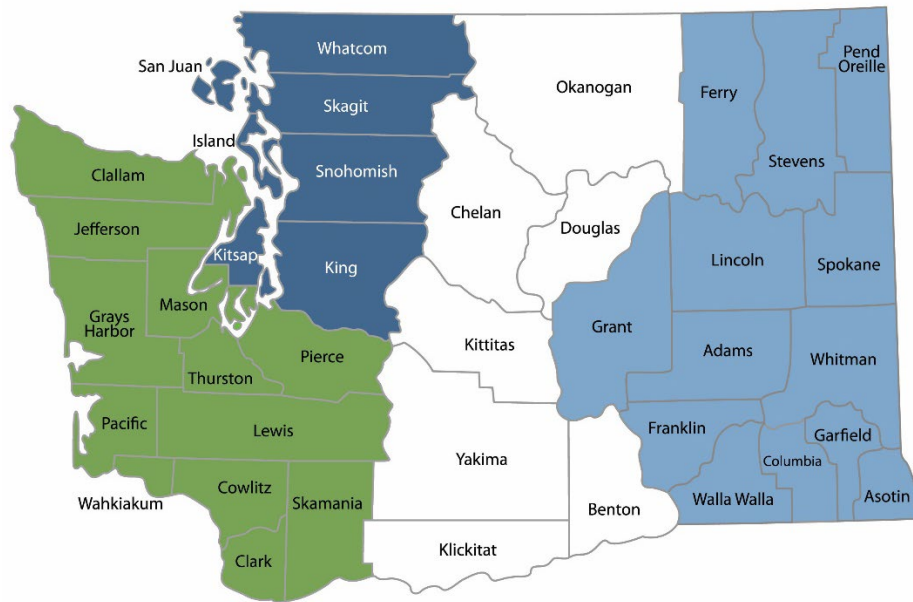 Whatcom
San Juan
Skagit
Island
Snohomish
Clallam
Jefferson
Kitsap
King
Mason
Grays
Harbor
Pierce
Thurston
Pacific
Lewis
Wahkiakum
Cowlitz
Skamania
Clark
Okanogan
Chelan
Douglas
Kittitas
Yakima
Benton
Klickitat
Ferry
Stevens
Pend
Oreille
Lincoln
Spokane
Grant
Adams
Whitman
Franklin
Columbia
Garfield
Walla Walla
Asotin